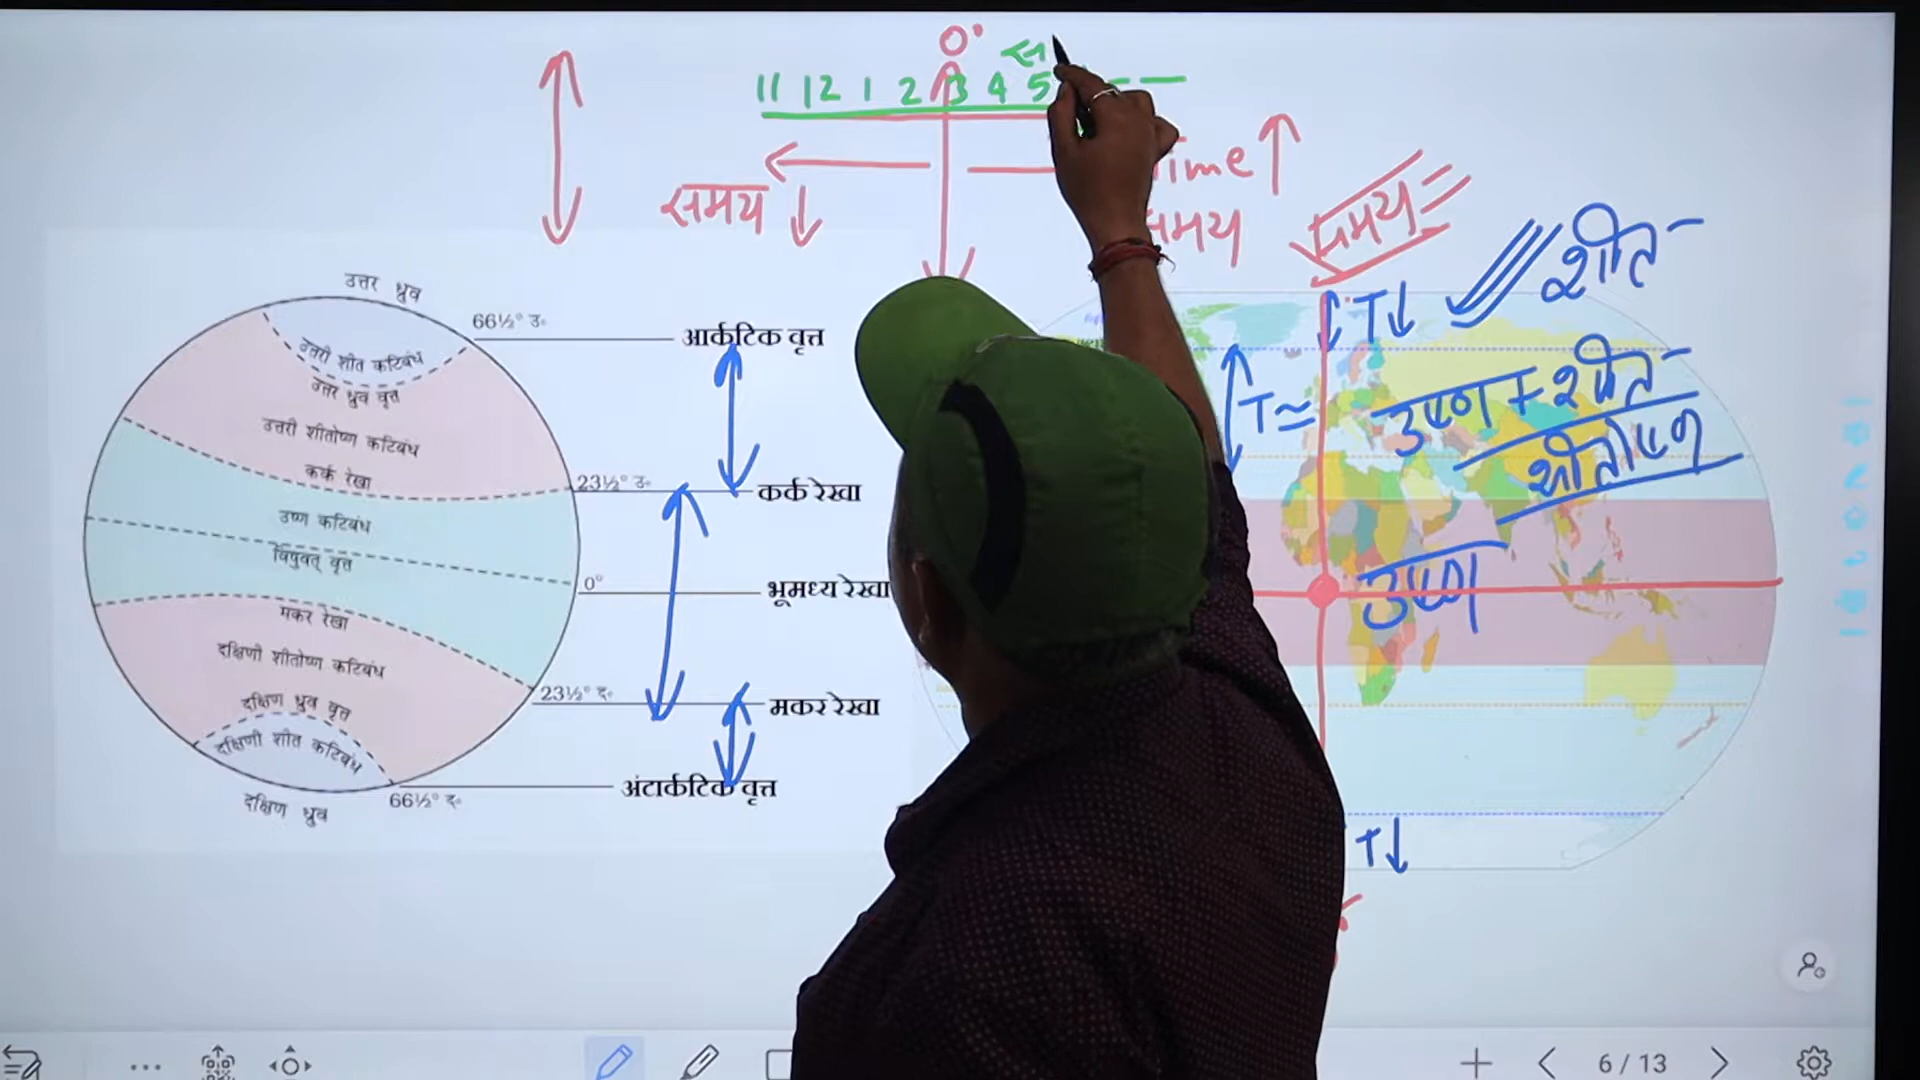 0°
11 12 1 2 3 4 5
Time ↑
समय ↓
समय
समय
शीत
T↓
उत्तर ध्रुव
66½° उ॰
आर्कटिक वृत्त
उत्तरी शीत कटिबंध
उत्तर ध्रुव वृत्त
उष्ण + शीत
T≈
उत्तरी शीतोष्ण कटिबंध
शीतोष्ण
कर्क रेखा
23½° उ॰
कर्क रेखा
उष्ण कटिबंध
विषुवत् वृत्त
0°
भूमध्य रेखा
उष्ण
मकर रेखा
दक्षिणी शीतोष्ण कटिबंध
23½° द॰
मकर रेखा
दक्षिण ध्रुव वृत्त
दक्षिणी शीत कटिबंध
अंटार्कटिक वृत्त
66½° द॰
दक्षिण ध्रुव
T↓
6 / 13